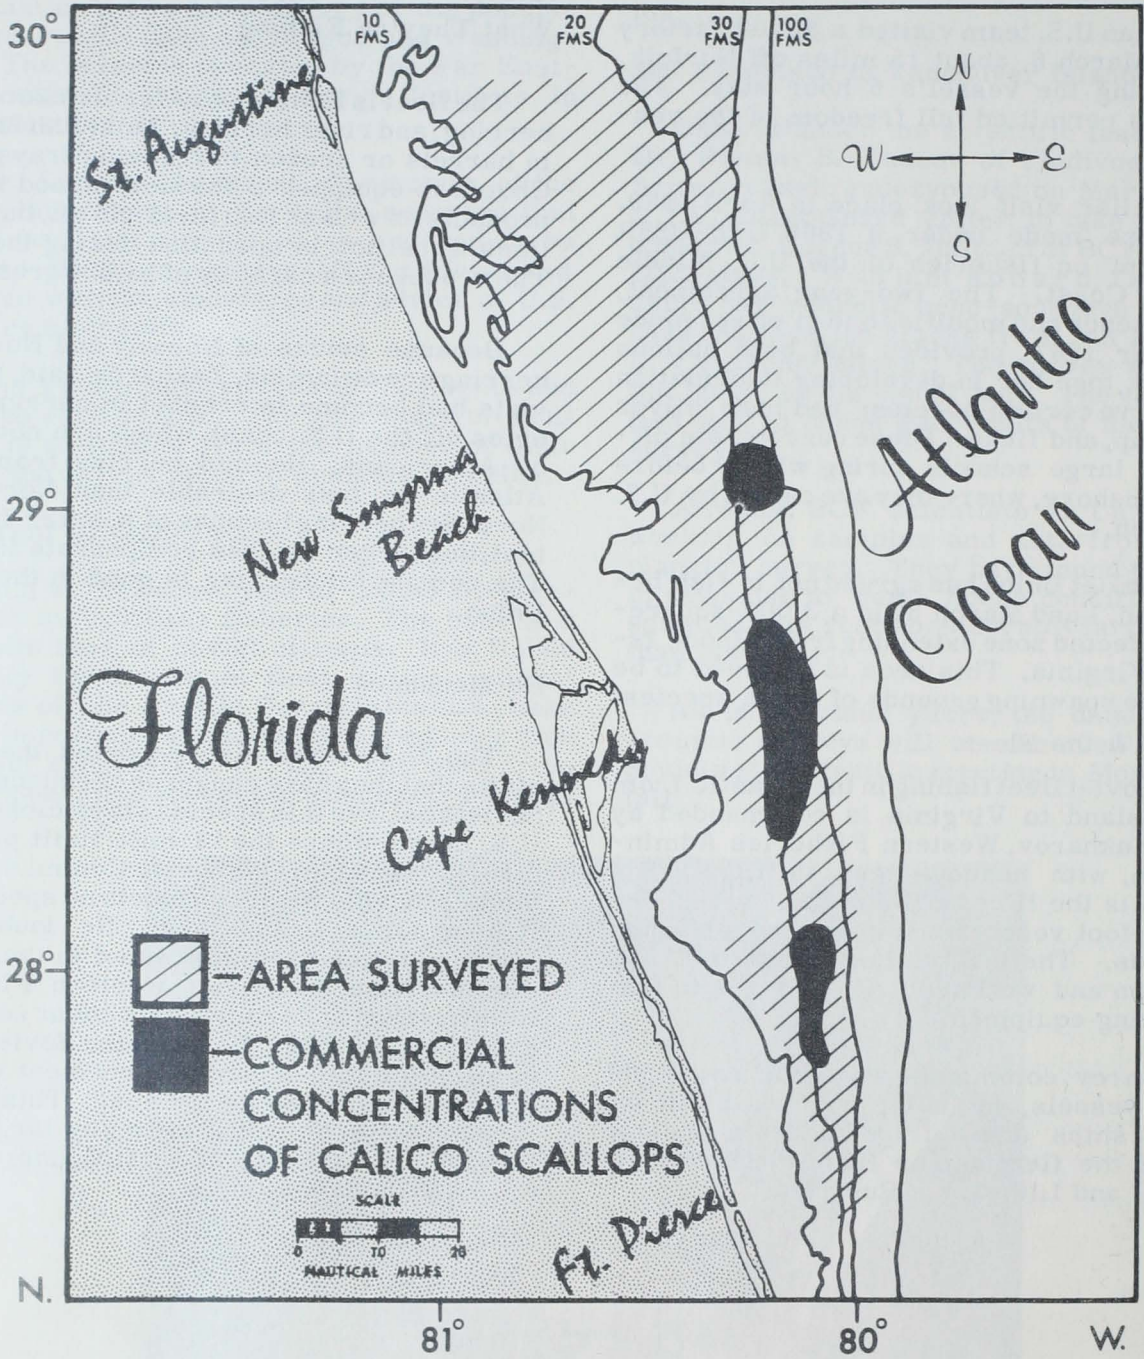 30°
10 FMS
20 FMS
30 FMS
100 FMS
N
W
E
S
St. Augustine
Atlantic
Ocean
29°
New Smyrna
Beach
Florida
Cape Kennedy
28°
-AREA SURVEYED
-COMMERCIAL
CONCENTRATIONS
OF CALICO SCALLOPS
SCALE
0 10 20
NAUTICAL MILES
Ft. Pierce
N.
81°
80°
W.